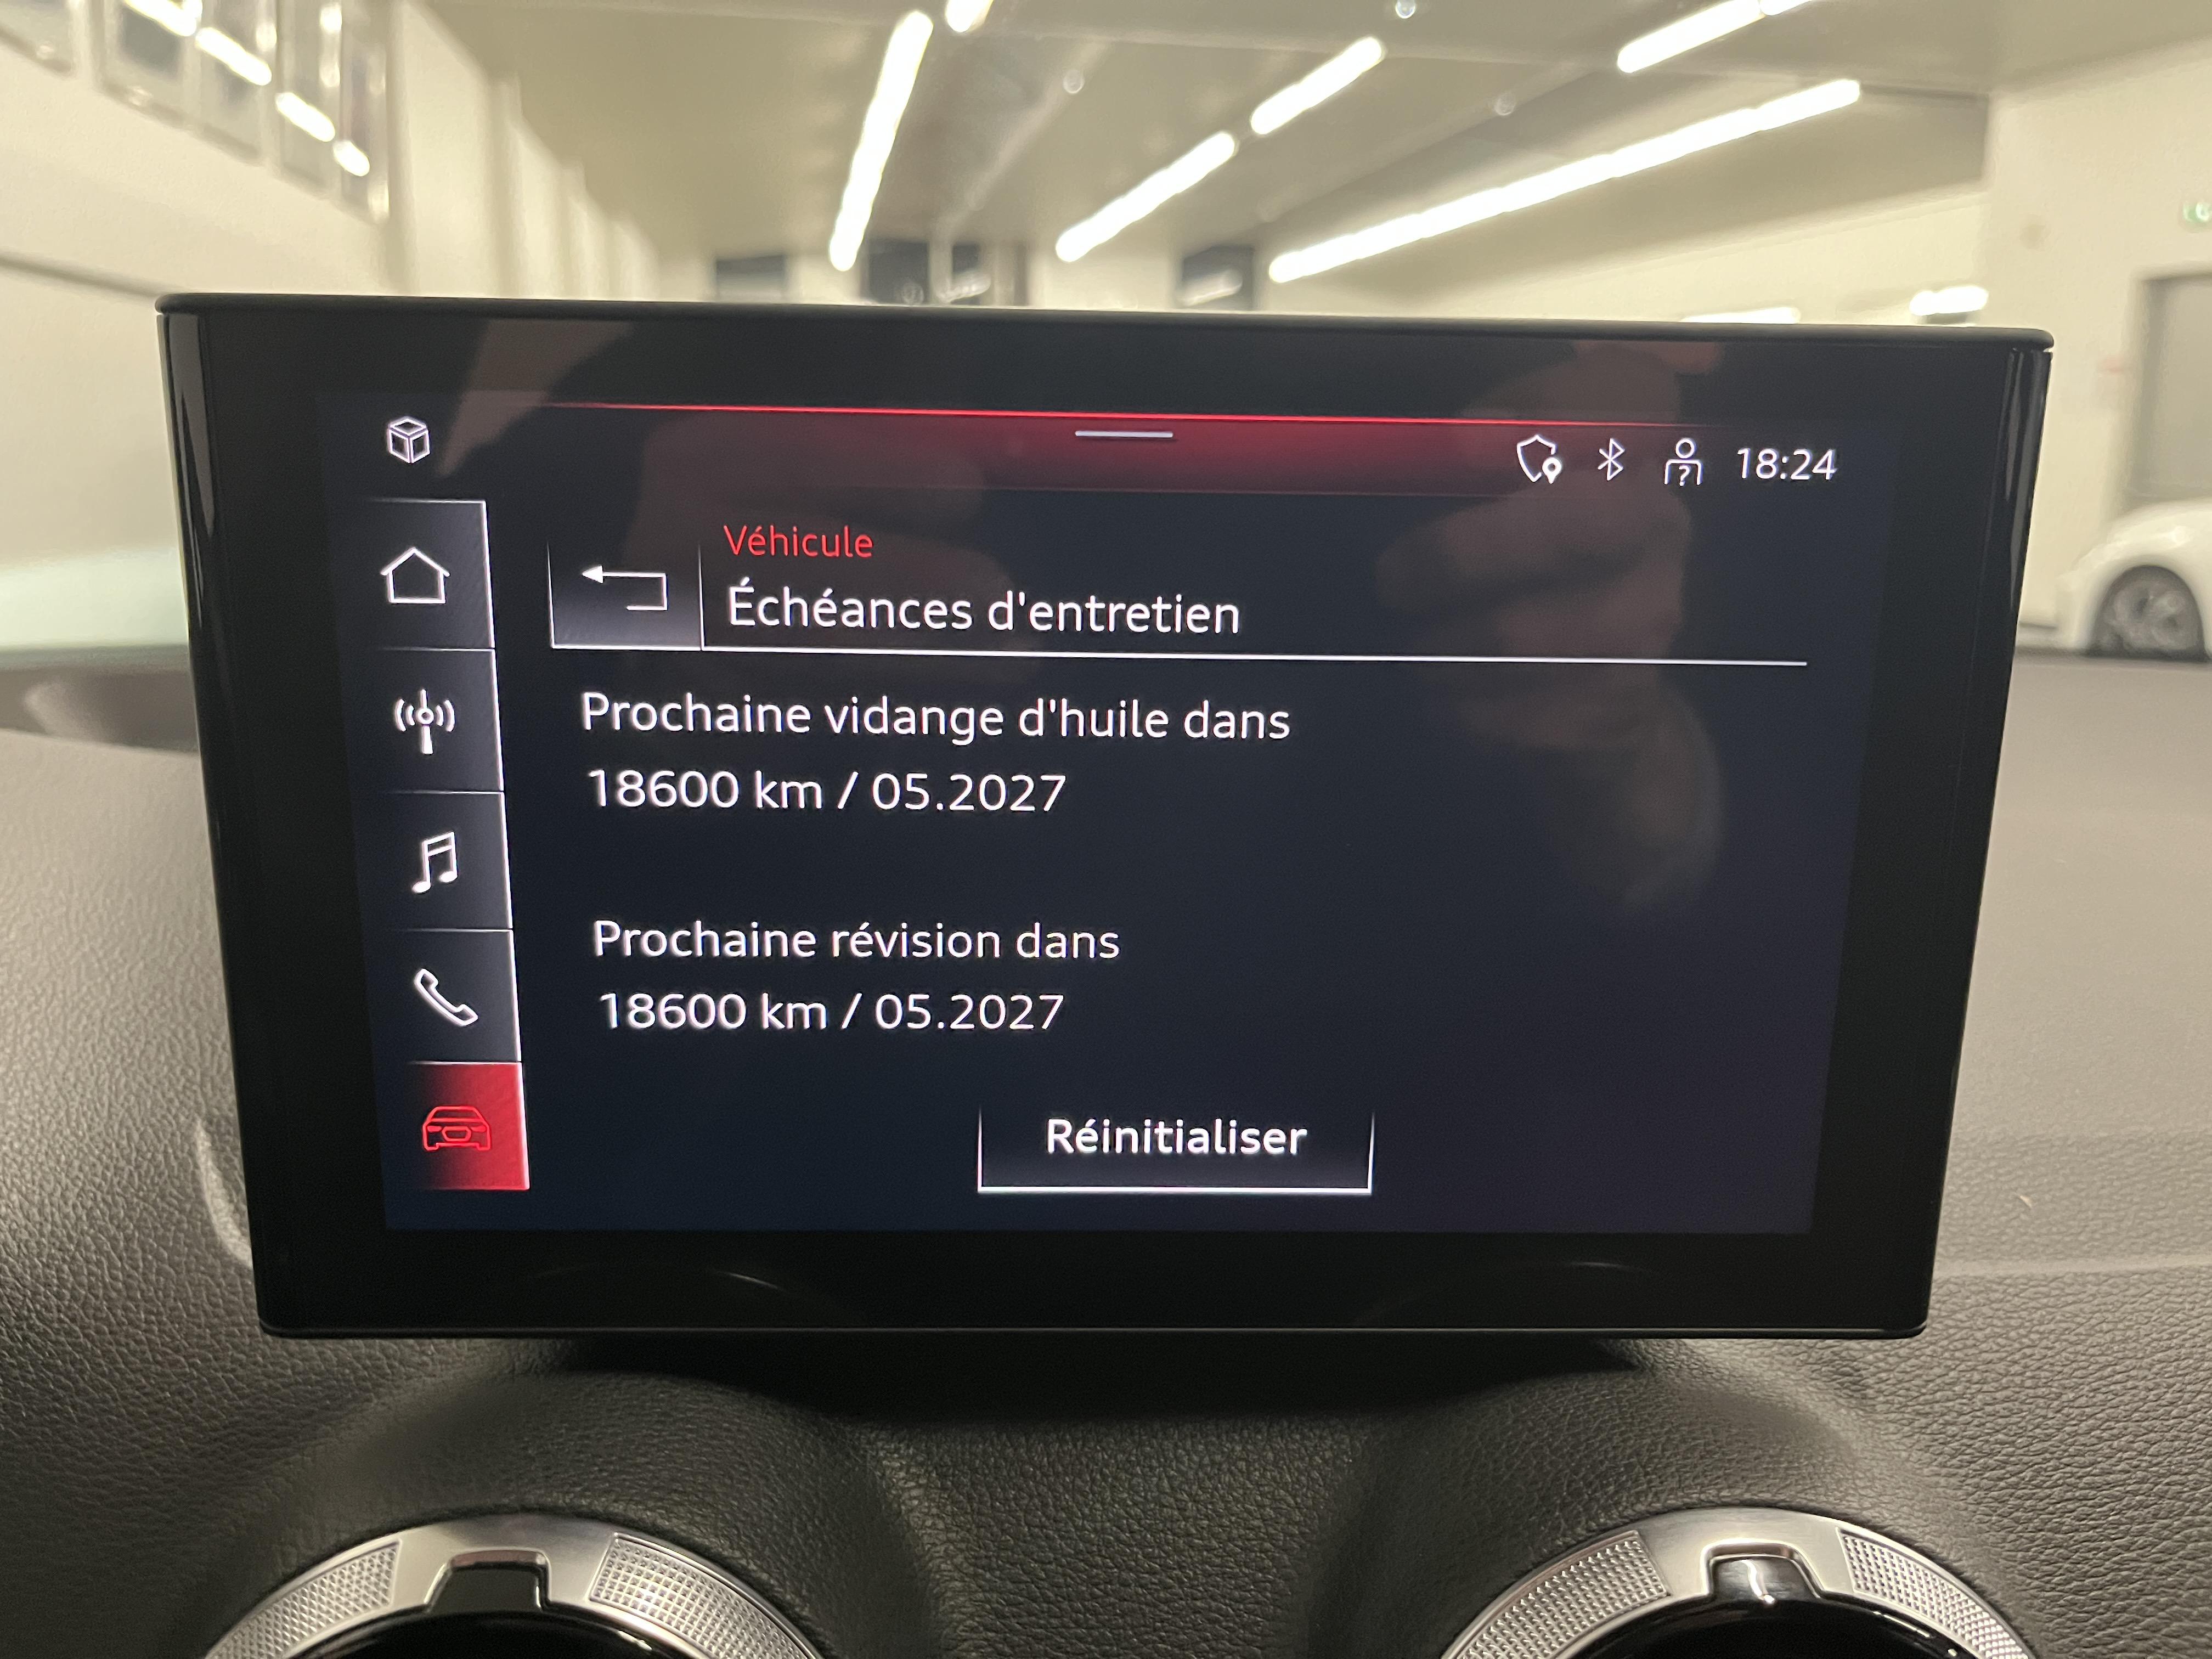 18:24
Véhicule
Échéances d'entretien
Prochaine vidange d'huile dans
18600 km / 05.2027
Prochaine révision dans
18600 km / 05.2027
Réinitialiser